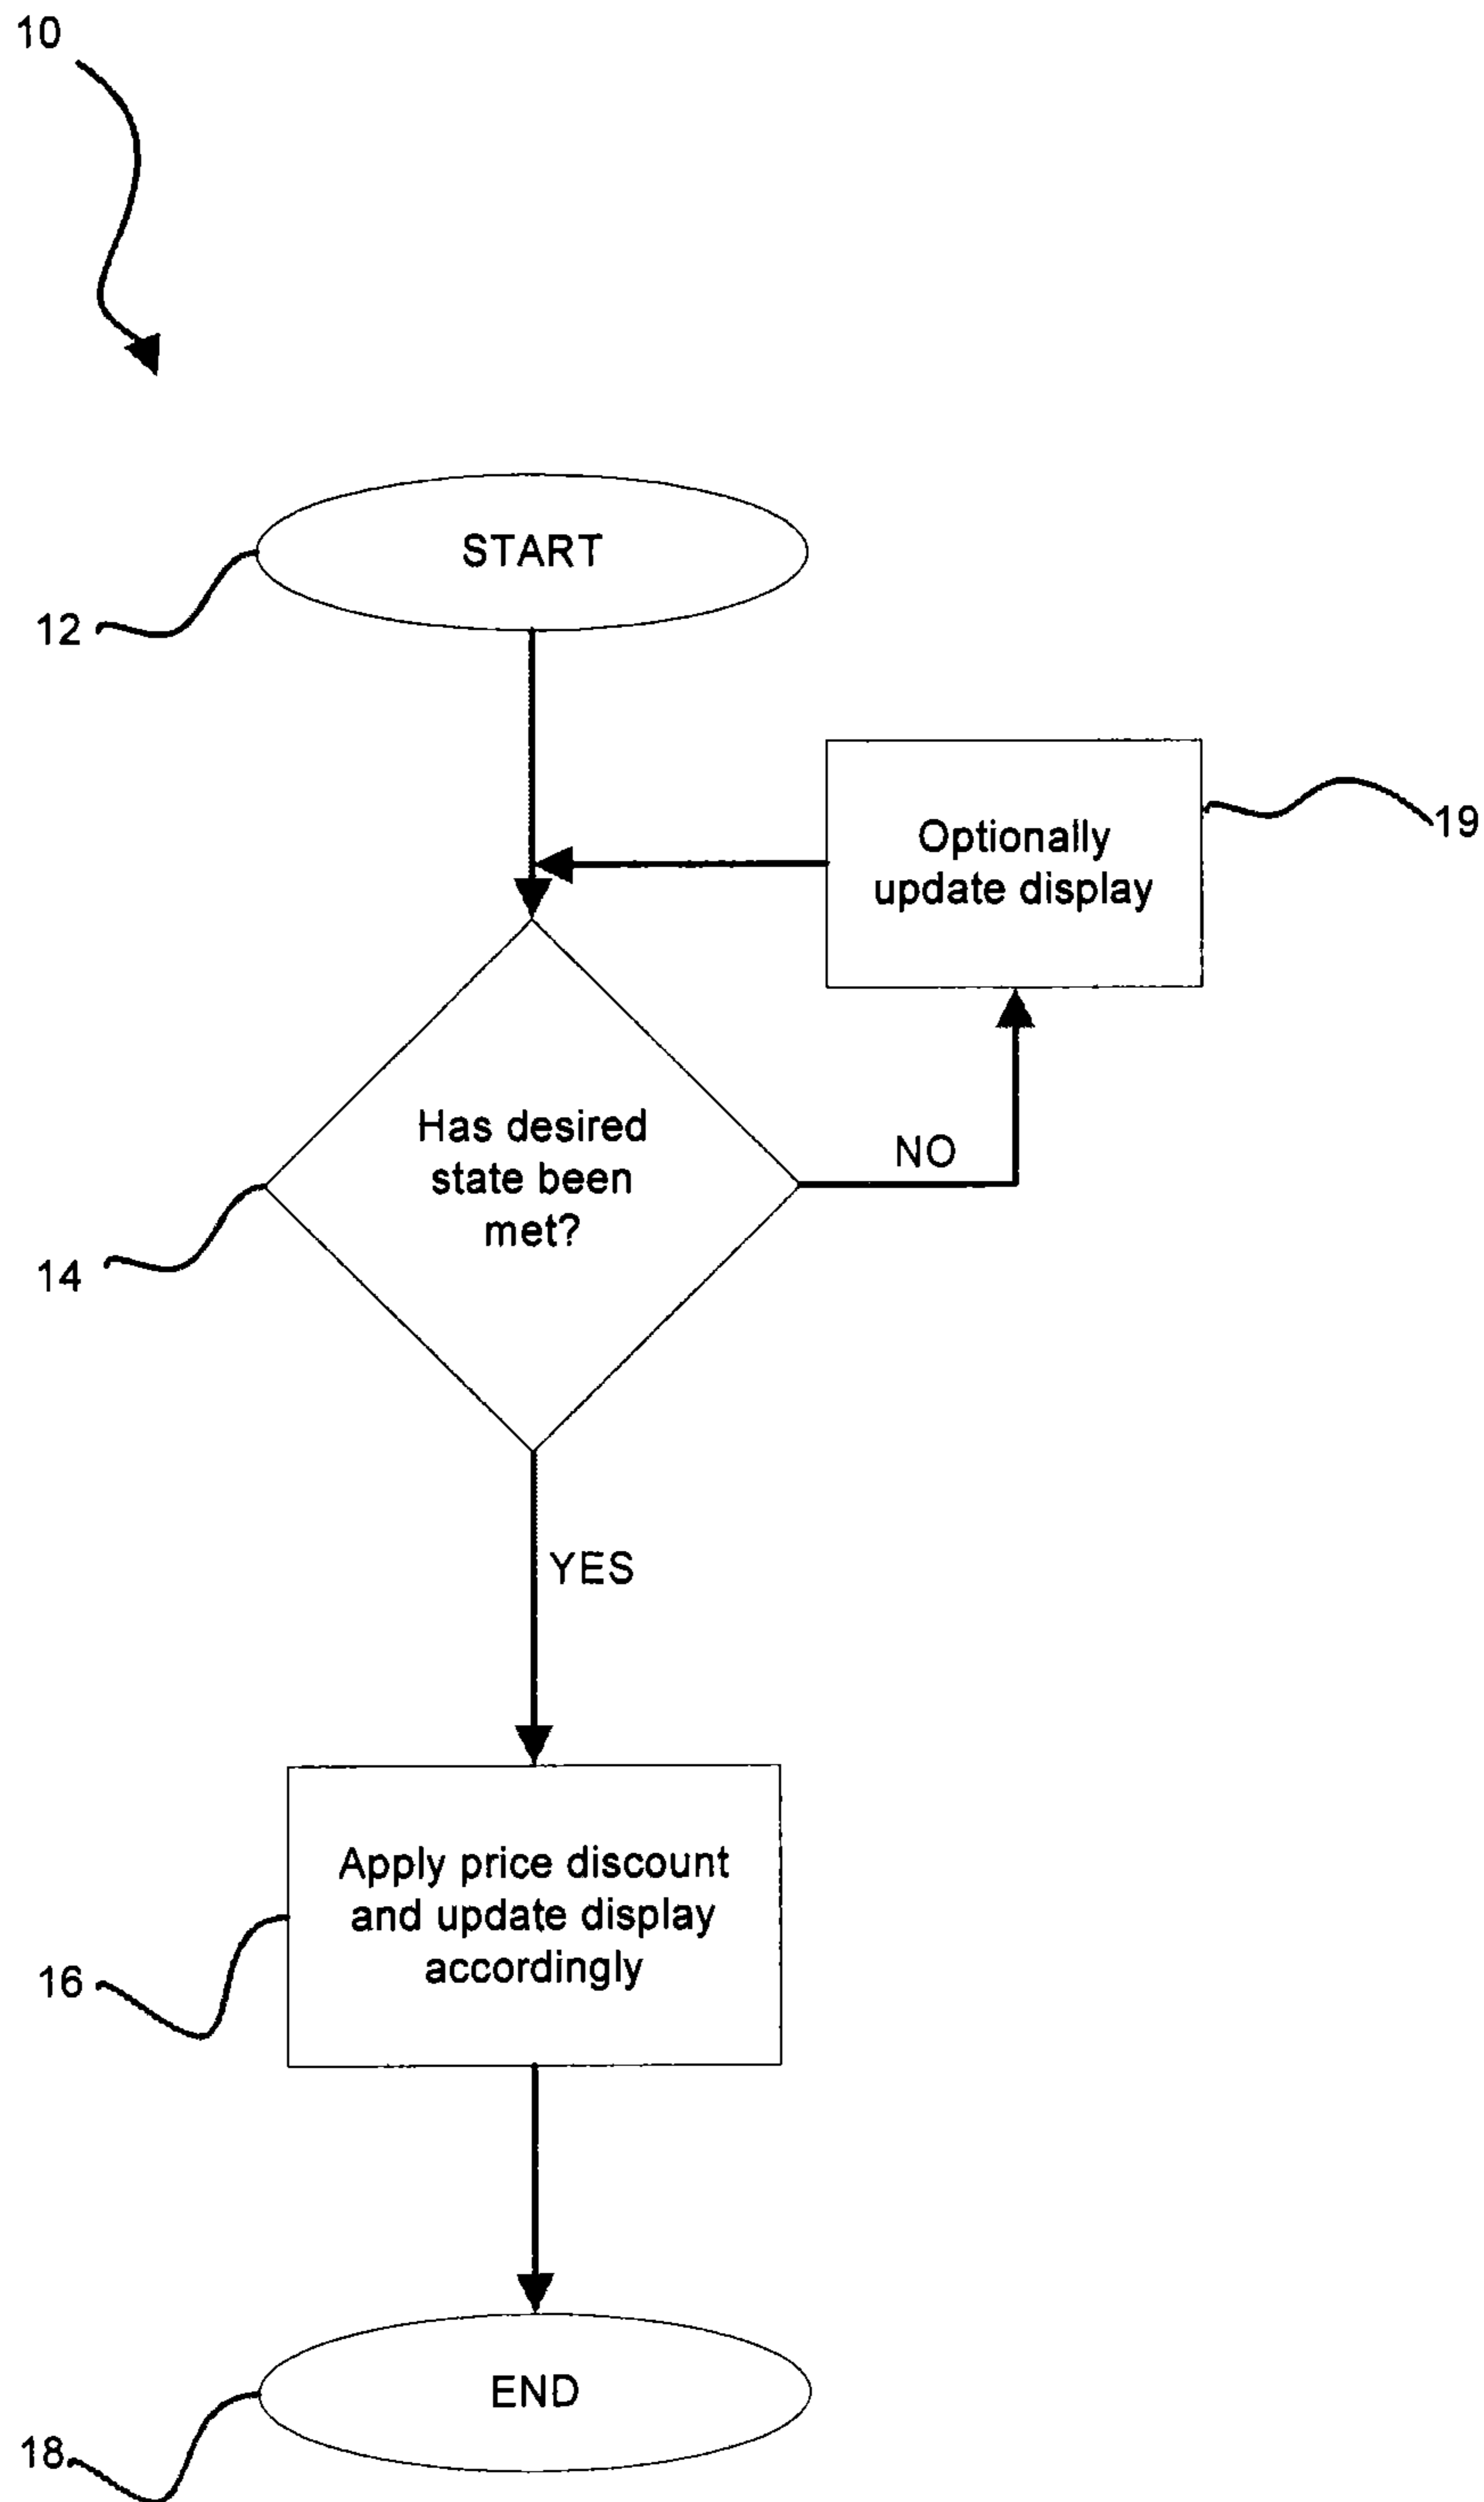 10
START
12
Optionally
update display
19
Has desired
state been
met?
NO
14
YES
Apply price discount
and update display
accordingly
16
END
18